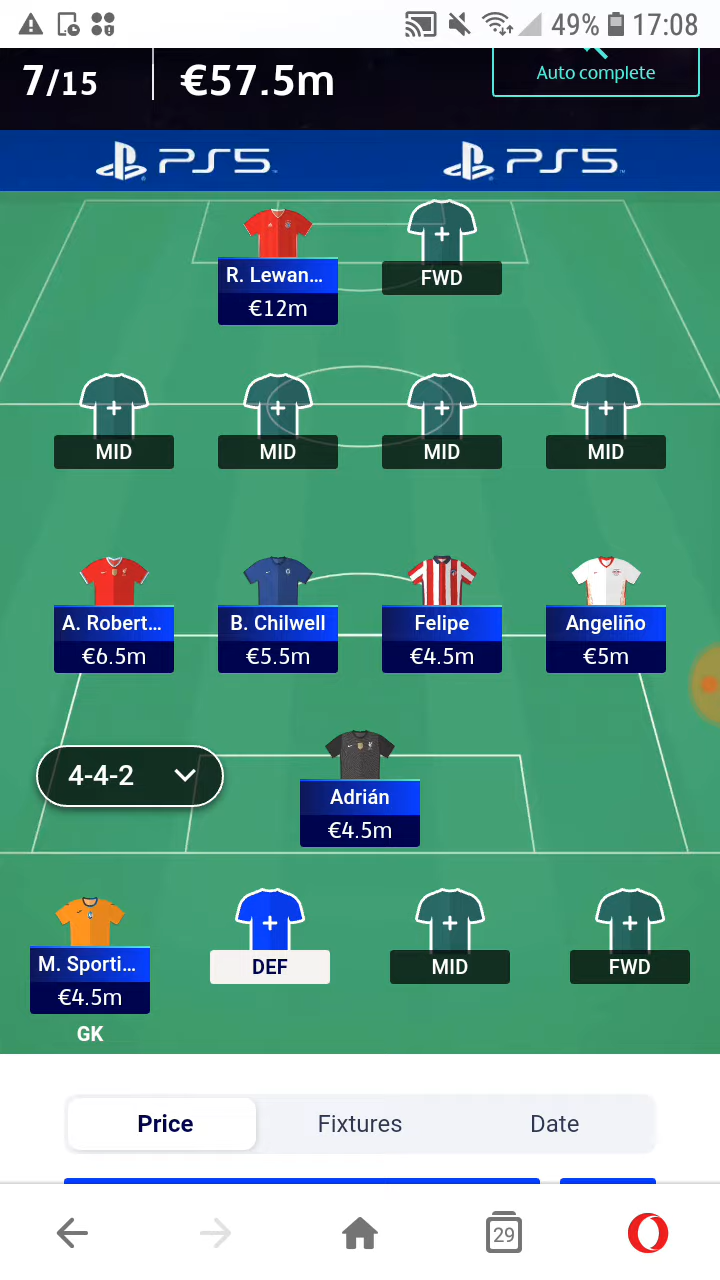 49% 17:08
7/15 €57.5m Auto complete
PS5 PS5
R. Lewan... FWD
€12m
MID MID MID MID
A. Robert... B. Chilwell Felipe Angeliño
€6.5m €5.5m €4.5m €5m
4-4-2
Adrián
€4.5m
M. Sporti... DEF MID FWD
€4.5m
GK
Price Fixtures Date
29